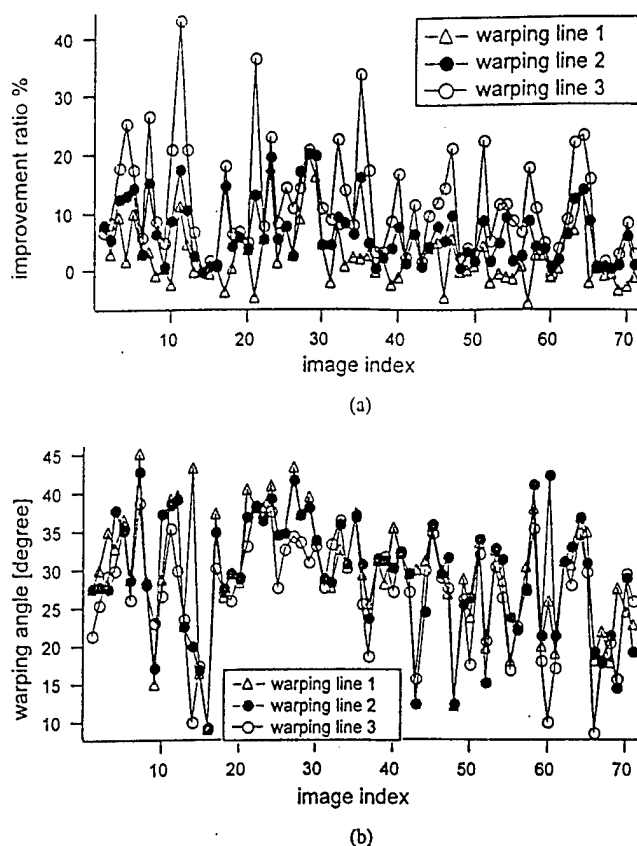 40
30
20
10
0
improvement ratio %
warping line 1
warping line 2
warping line 3
10 20 30 40 50 60 70
image index
(a)
45
40
35
30
25
20
15
10
warping angle [degree]
warping line 1
warping line 2
warping line 3
10 20 30 40 50 60 70
image index
(b)